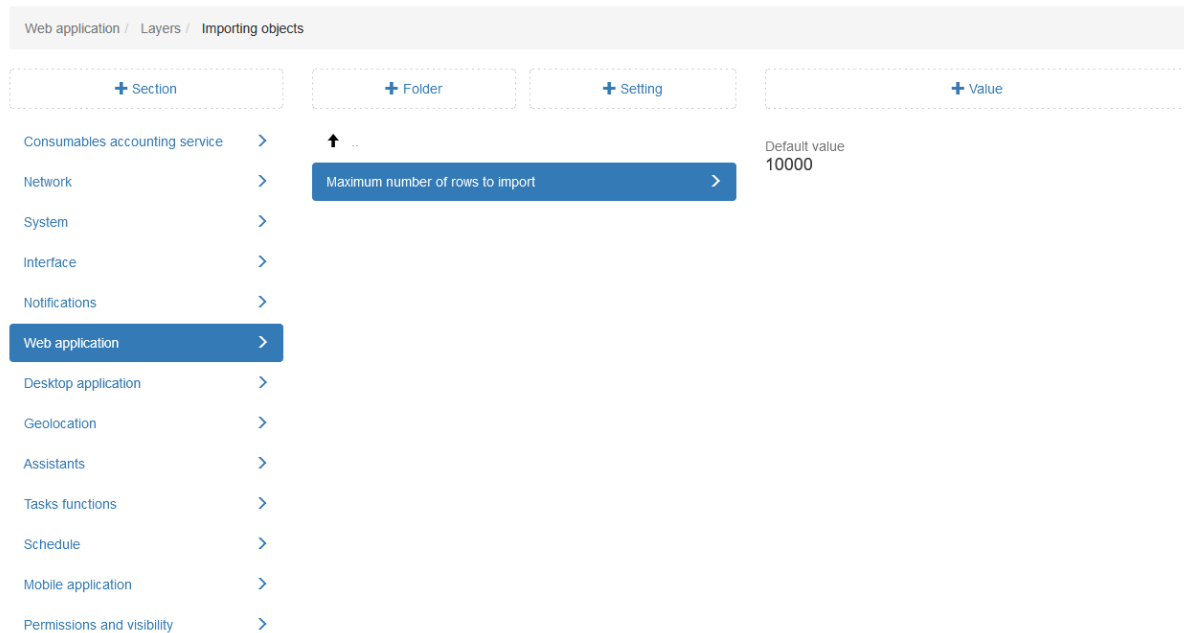 Web application / Layers / Importing objects
+ Section
+ Folder
+ Setting
+ Value
Consumables accounting service
Network
System
Interface
Notifications
Web application
Desktop application
Geolocation
Assistants
Tasks functions
Schedule
Mobile application
Permissions and visibility
..
Maximum number of rows to import
Default value
10000